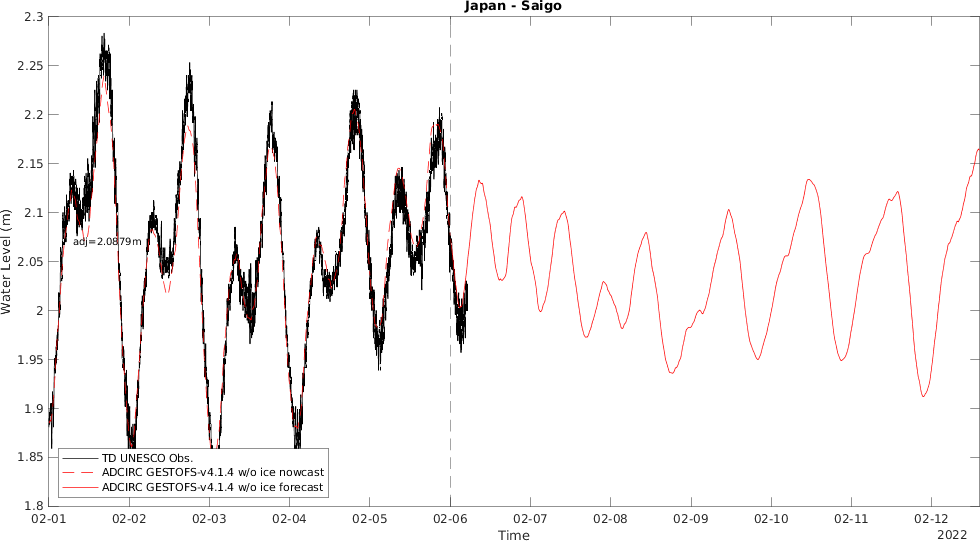 Japan - Saigo
2.3
2.25
2.2
2.15
2.1
2.05
2
1.95
1.9
1.85
1.8
Water Level (m)
adj=2.0879m
TD UNESCO Obs.
ADCIRC GESTOFS-v4.1.4 w/o ice nowcast
ADCIRC GESTOFS-v4.1.4 w/o ice forecast
02-01 02-02 02-03 02-04 02-05 02-06 02-07 02-08 02-09 02-10 02-11 02-12
Time
2022